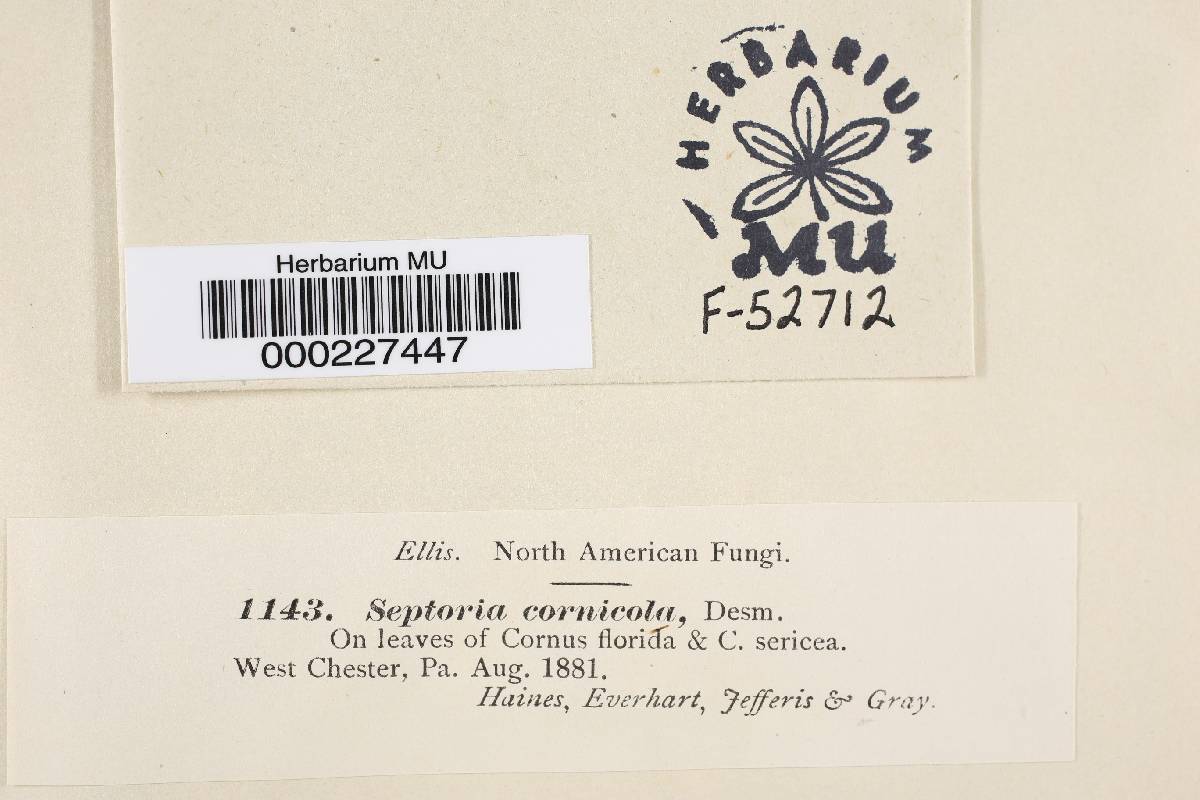 HERBARIUM
MU
F-52712
Herbarium MU
000227447
Ellis. North American Fungi.
1143. Septoria cornicola, Desm.
On leaves of Cornus florida & C. sericea.
West Chester, Pa. Aug. 1881.
Haines, Everhart, Jefferis & Gray.